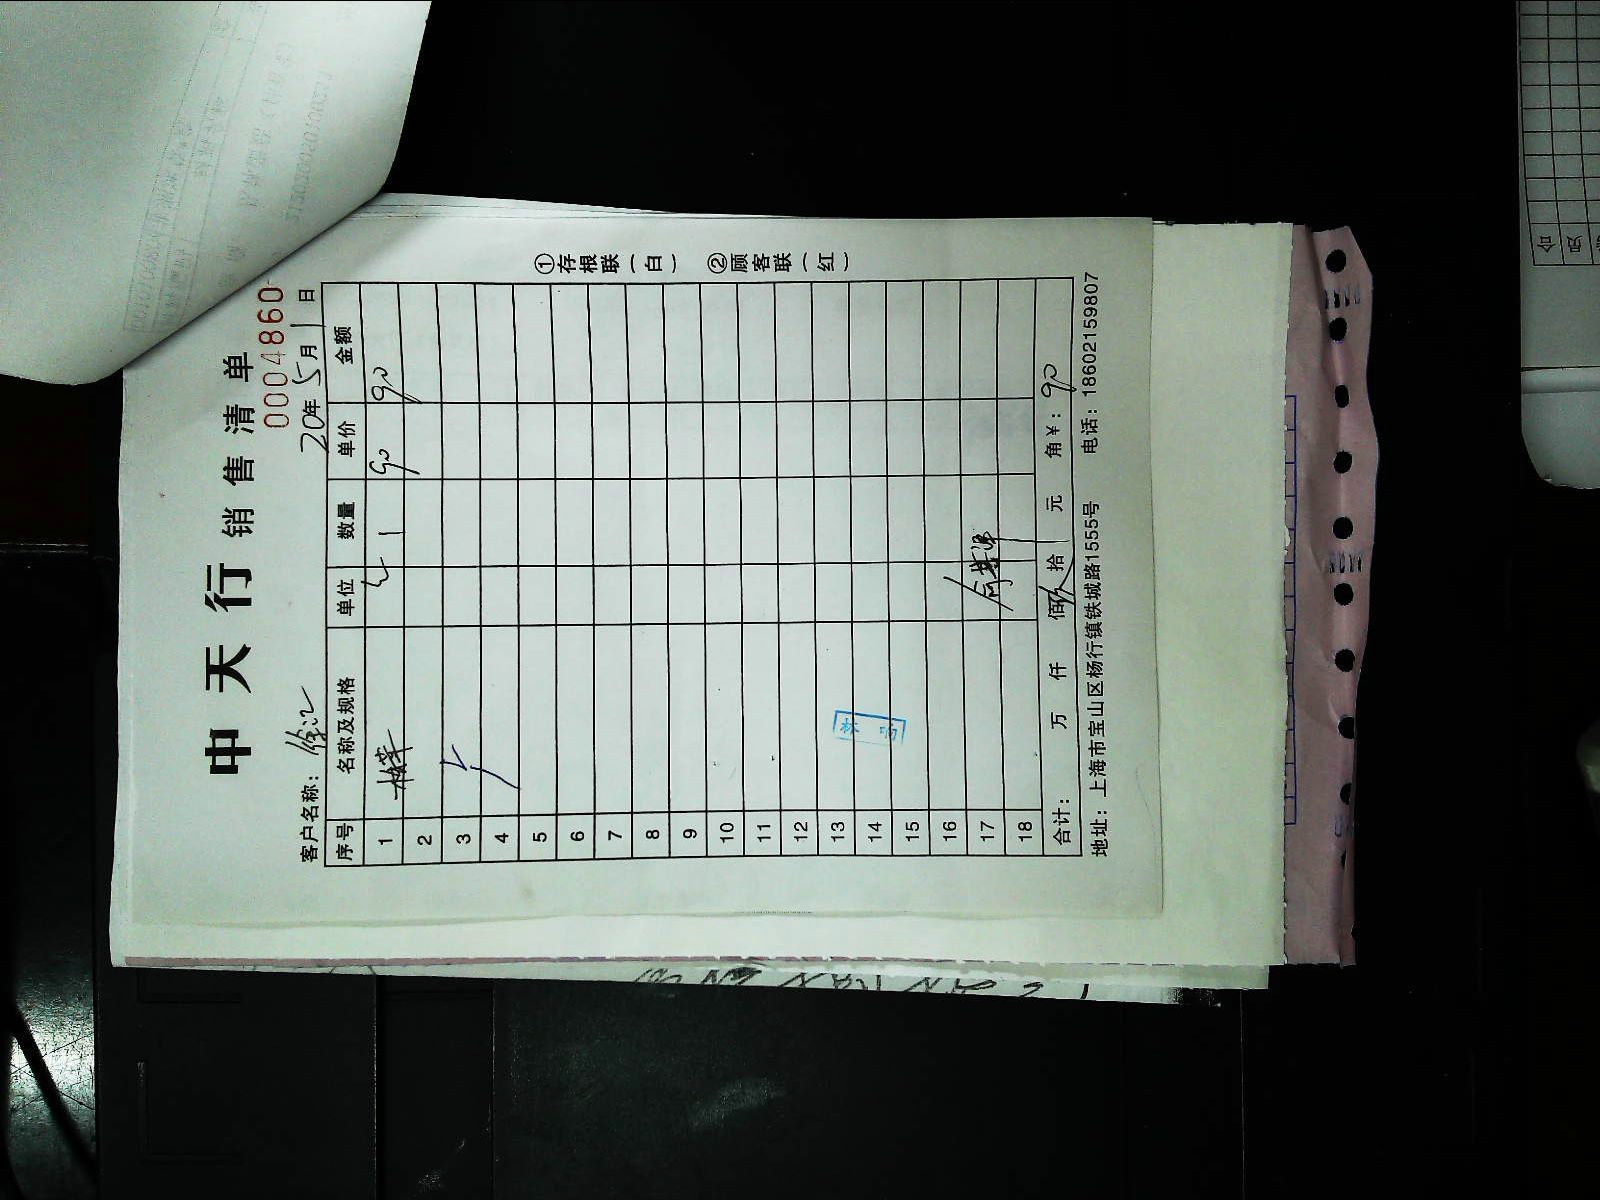 中天行销售清单
0004860
客户名称： 20年5月1日
序号 名称及规格 单位 数量 单价 金额
1 1 90 90
2
3
4
5
6
7
8
9
10
11
12
13
14
15
16
17
18
合计： 万 仟 佰 拾 元 角￥：90
地址：上海市宝山区杨行镇铁城路1555号 电话：18602159807
①存根联（白） ②顾客联（红）